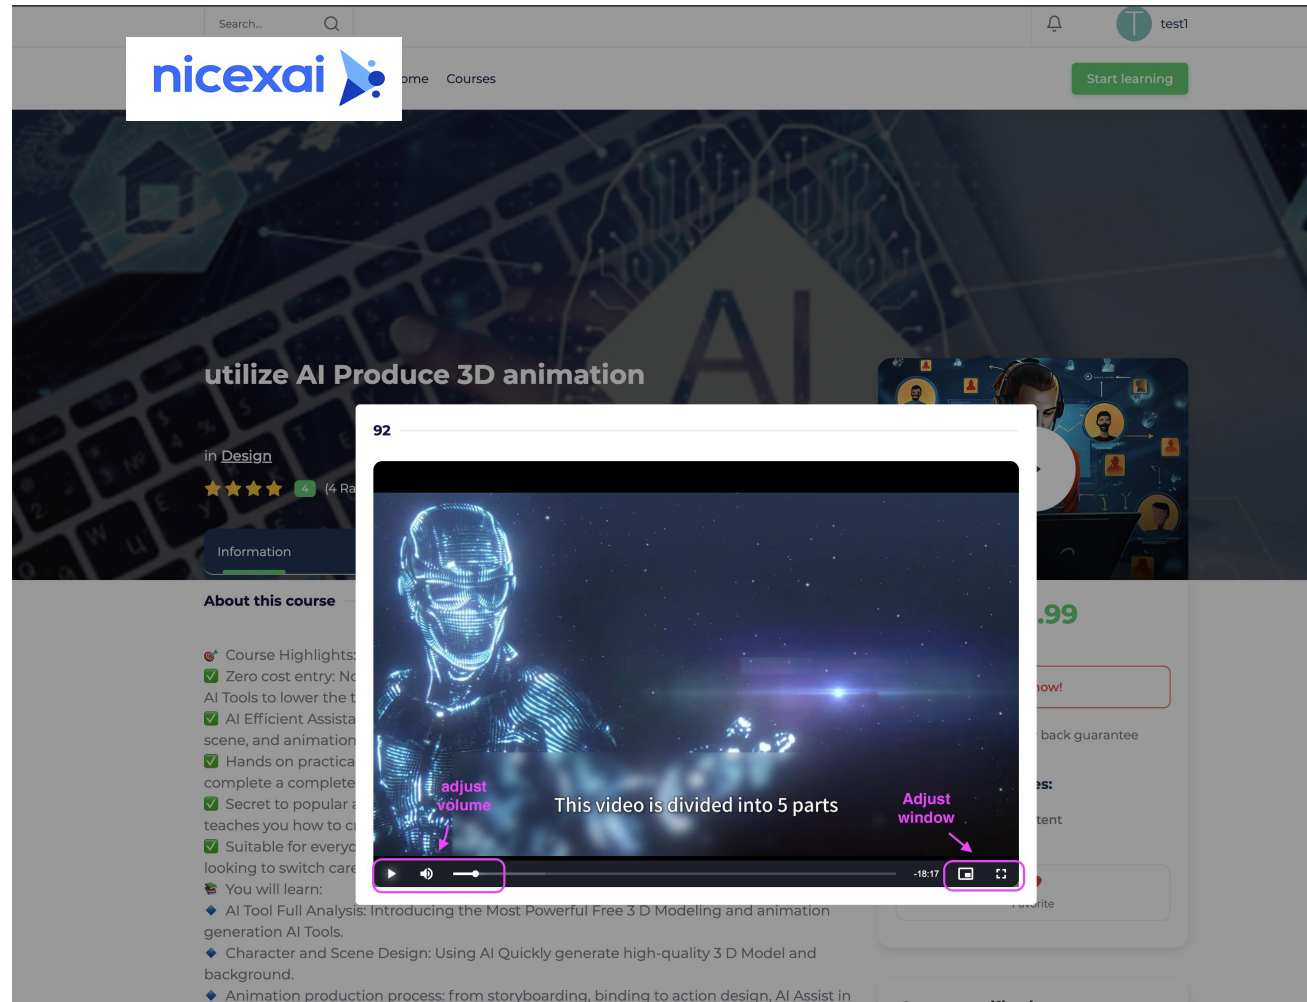 Search...
T
test1
nicexai
ome
Courses
Start learning
AI
utilize AI Produce 3D animation
in Design
4
(4 Ra
Information
92
This video is divided into 5 parts
adjust
volume
Adjust
window
-18:17
.99
now!
back guarantee
es:
tent
About this course
Course Highlights:
Zero cost entry: No
AI Tools to lower the t
AI Efficient Assista
scene, and animation
Hands on practica
complete a complete
Secret to popular a
teaches you how to cr
Suitable for everyo
looking to switch care
You will learn:
AI Tool Full Analysis: Introducing the Most Powerful Free 3 D Modeling and animation
generation AI Tools.
Character and Scene Design: Using AI Quickly generate high-quality 3 D Model and
background.
Animation production process: from storyboarding, binding to action design, AI Assist in